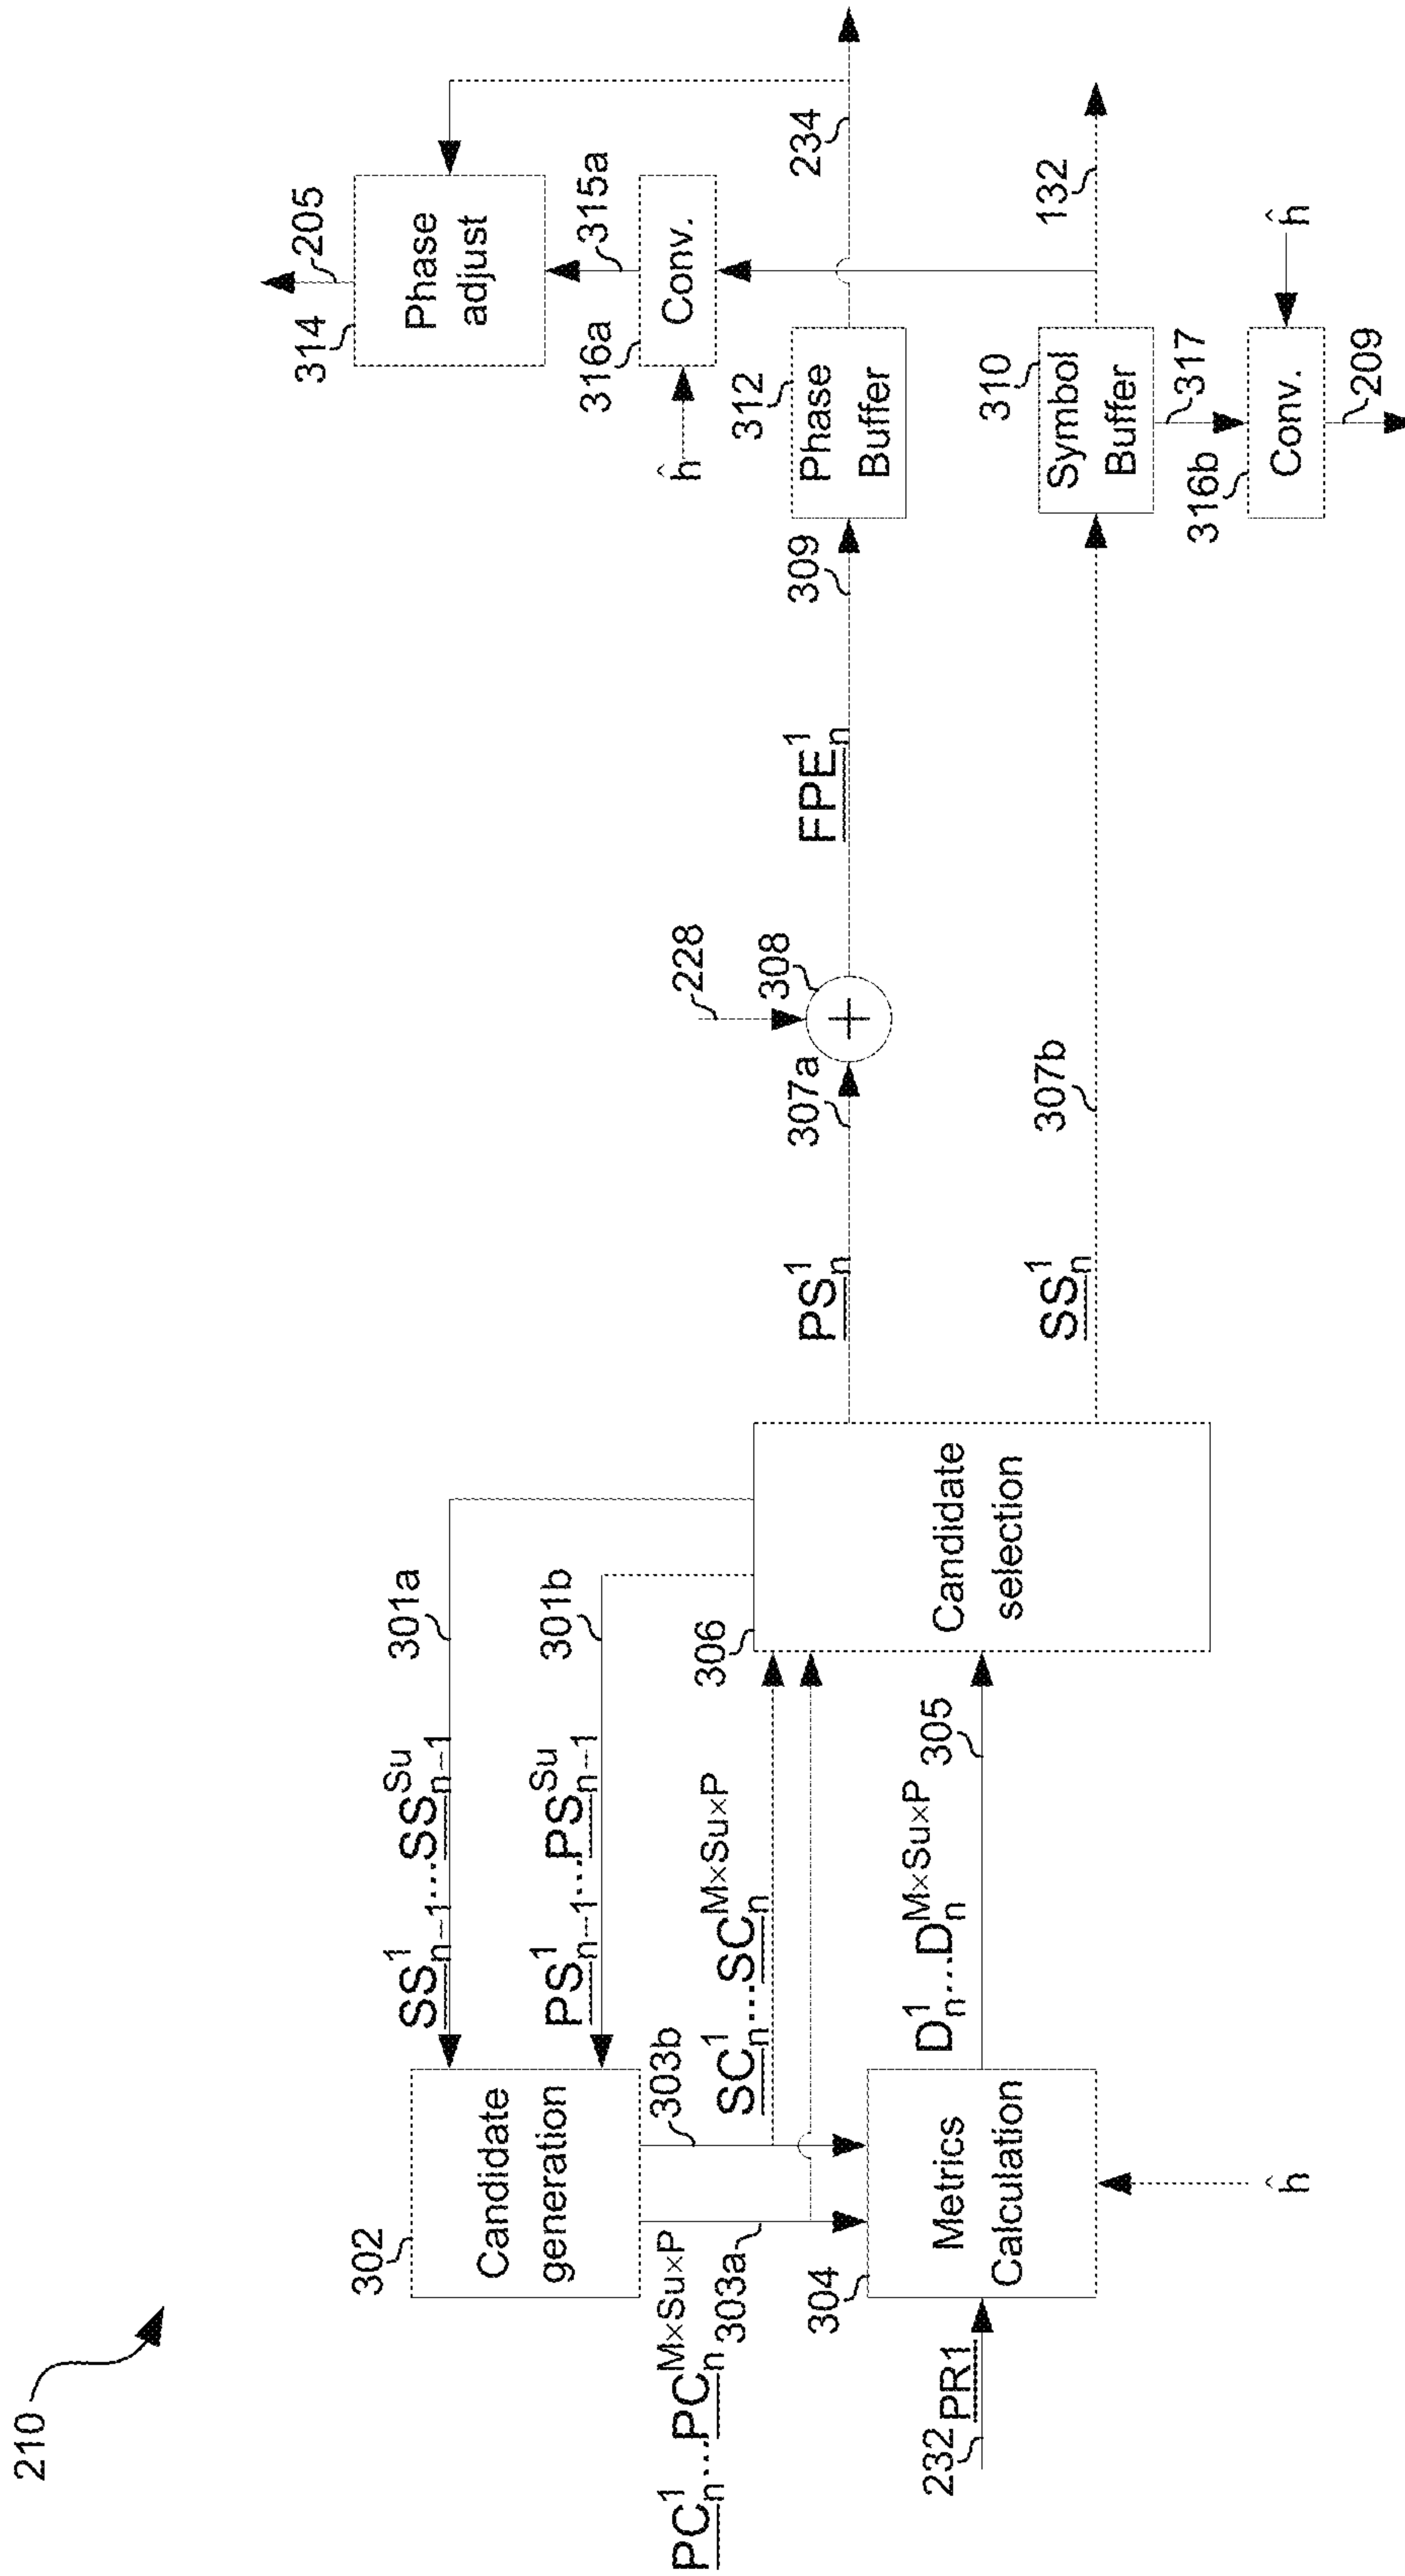 210
302
Candidate
generation
SS¹ₙ₋₁...SSˢᵘₙ₋₁
301a
PS¹ₙ₋₁...PSˢᵘₙ₋₁
301b
303b
PC¹ₙ...PCᴹ×ˢᵘ×ᴾₙ
303a
SC¹ₙ...SCᴹ×ˢᵘ×ᴾₙ
232
PR1
304
Metrics
Calculation
ĥ
D¹ₙ...Dᴹ×ˢᵘ×ᴾₙ
305
306
Candidate
selection
PS¹ₙ
307a
228
308
FPE¹ₙ
309
312
Phase
Buffer
234
SS¹ₙ
307b
310
Symbol
Buffer
132
317
316b
Conv.
ĥ
209
ĥ
316a
Conv.
315a
314
Phase
adjust
205